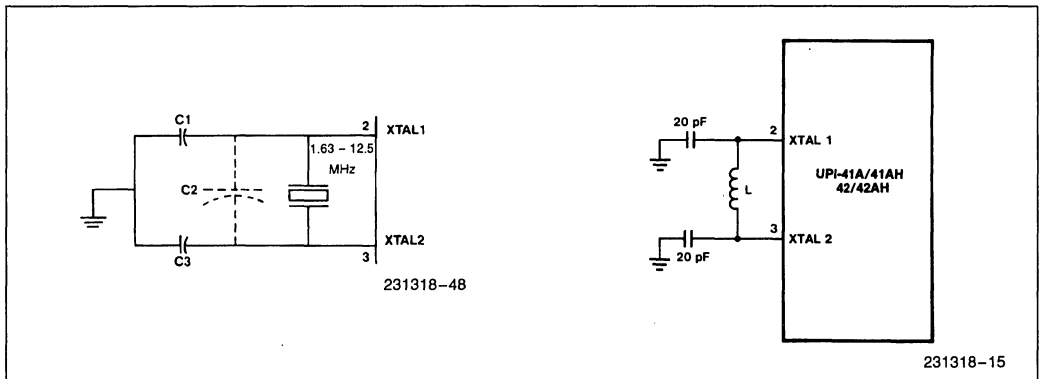 C1
2
XTAL1
1.63 – 12.5
MHz
C2
XTAL2
C3
3
231318–48
20 pF
2
XTAL 1
UPI-41A/41AH
42/42AH
L
3
XTAL 2
20 pF
231318–15